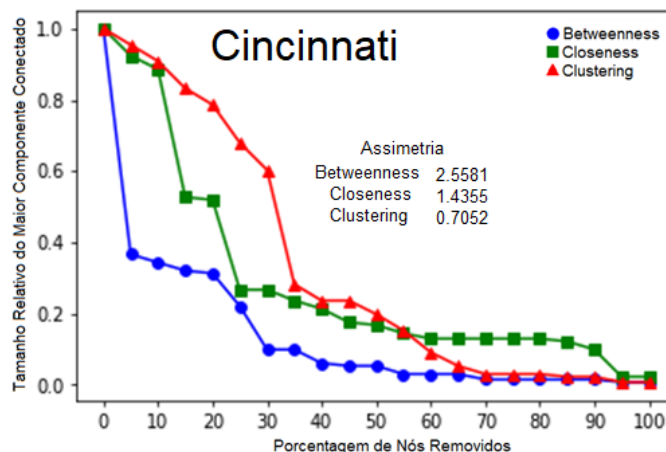 Cincinnati
Betweenness
Closeness
Clustering
Assimetria
Betweenness 2.5581
Closeness 1.4355
Clustering 0.7052
Tamanho Relativo do Maior Componente Conectado
1.0
0.8
0.6
0.4
0.2
0.0
0 10 20 30 40 50 60 70 80 90 100
Porcentagem de Nós Removidos